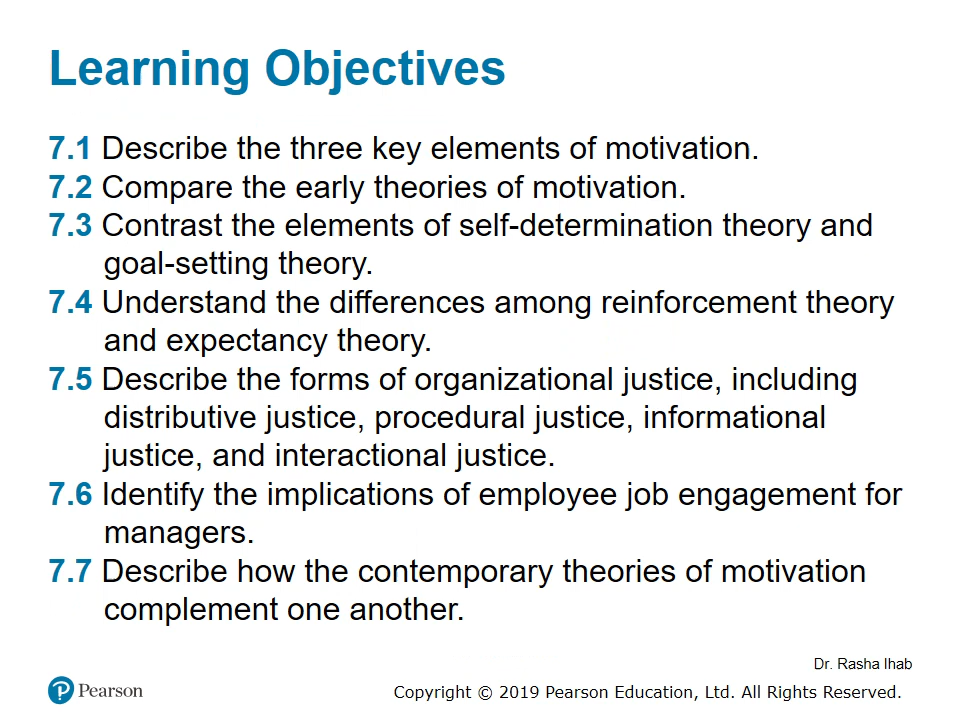 Learning Objectives
7.1 Describe the three key elements of motivation.
7.2 Compare the early theories of motivation.
7.3 Contrast the elements of self-determination theory and
goal-setting theory.
7.4 Understand the differences among reinforcement theory
and expectancy theory.
7.5 Describe the forms of organizational justice, including
distributive justice, procedural justice, informational
justice, and interactional justice.
7.6 Identify the implications of employee job engagement for
managers.
7.7 Describe how the contemporary theories of motivation
complement one another.
Dr. Rasha Ihab
Pearson
Copyright © 2019 Pearson Education, Ltd. All Rights Reserved.